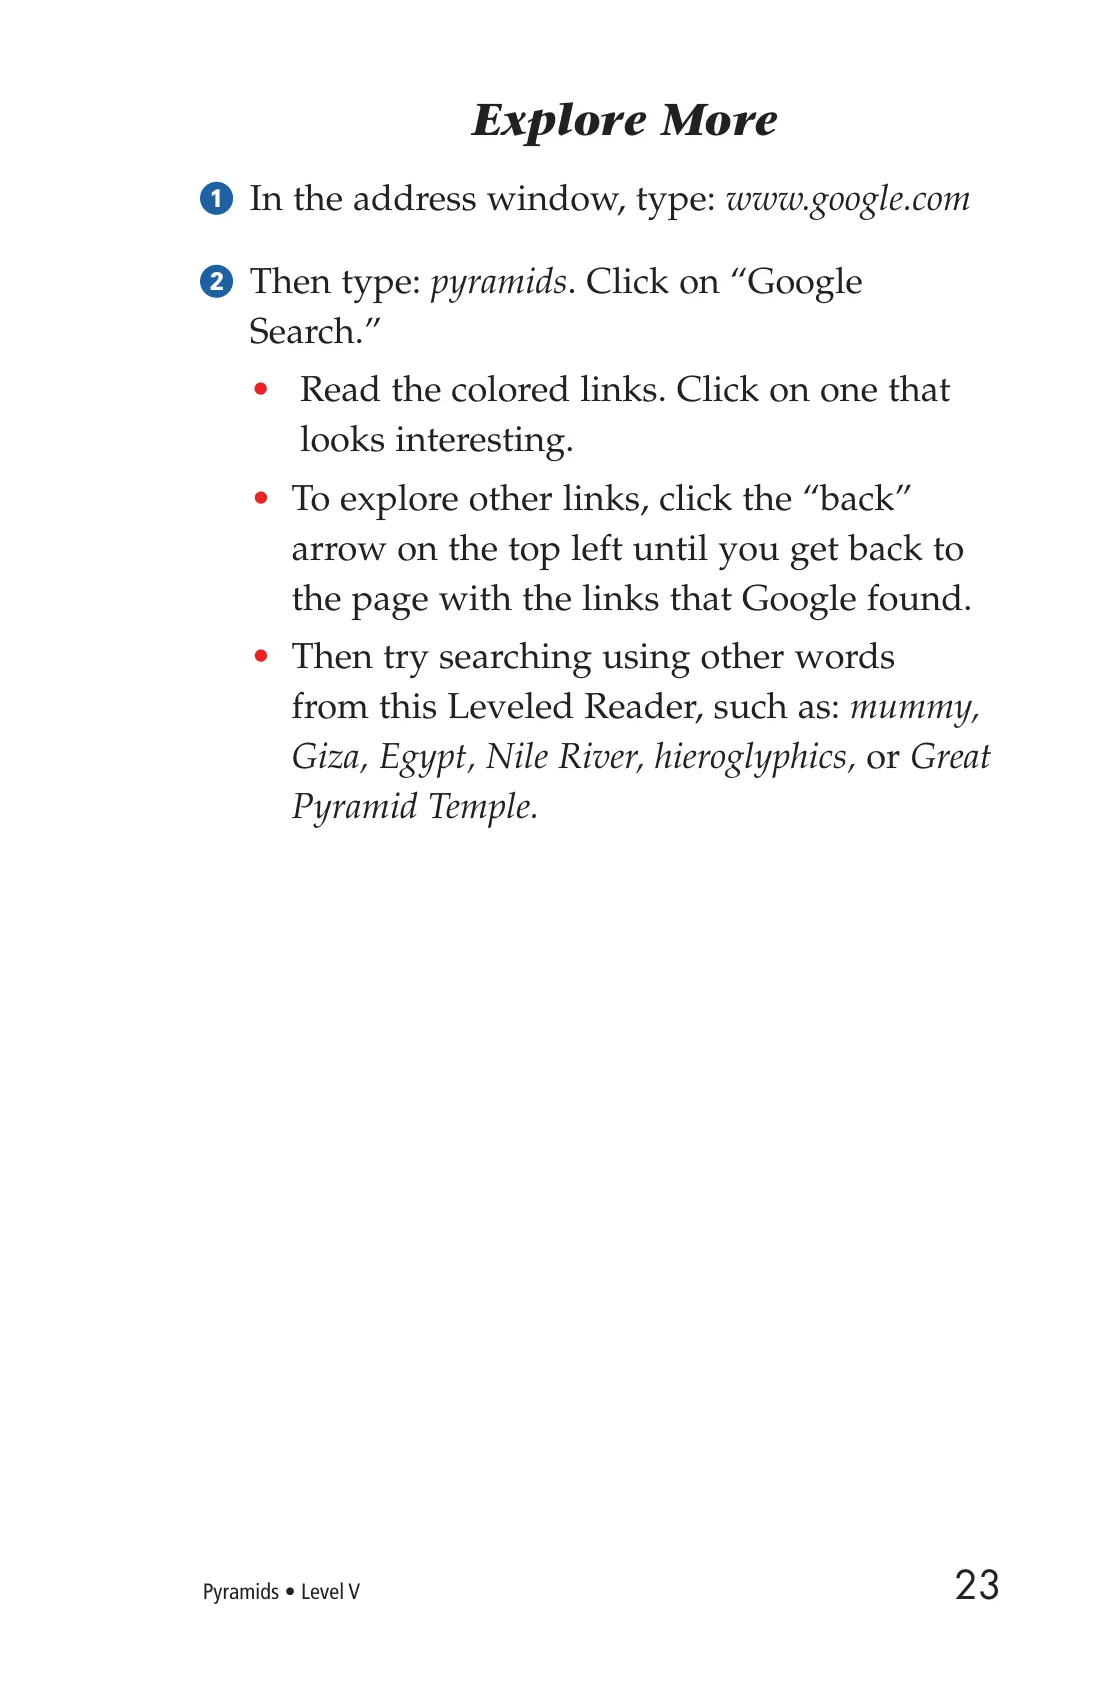 Explore More
1 In the address window, type: www.google.com
2 Then type: pyramids. Click on “Google
Search.”
• Read the colored links. Click on one that
looks interesting.
• To explore other links, click the “back”
arrow on the top left until you get back to
the page with the links that Google found.
• Then try searching using other words
from this Leveled Reader, such as: mummy,
Giza, Egypt, Nile River, hieroglyphics, or Great
Pyramid Temple.
Pyramids • Level V
23